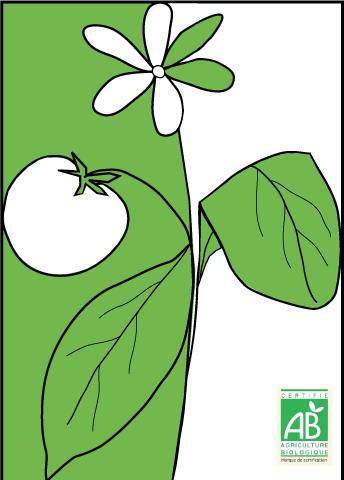 CERTIFIÉ
AB
AGRICULTURE
BIOLOGIQUE
Marque de certification